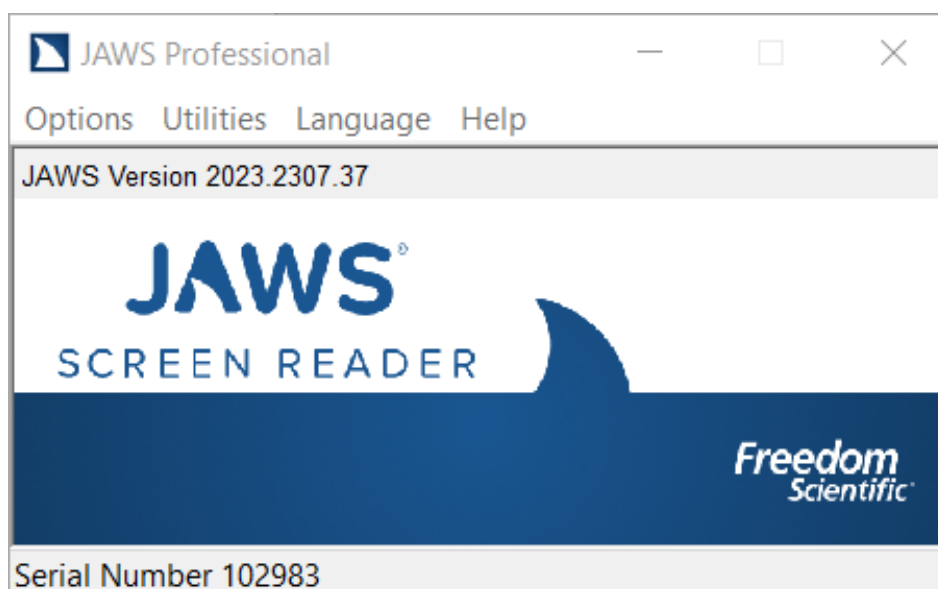 JAWS Professional
Options Utilities Language Help
JAWS Version 2023.2307.37
JAWS®
SCREEN READER
Freedom
Scientific
Serial Number 102983